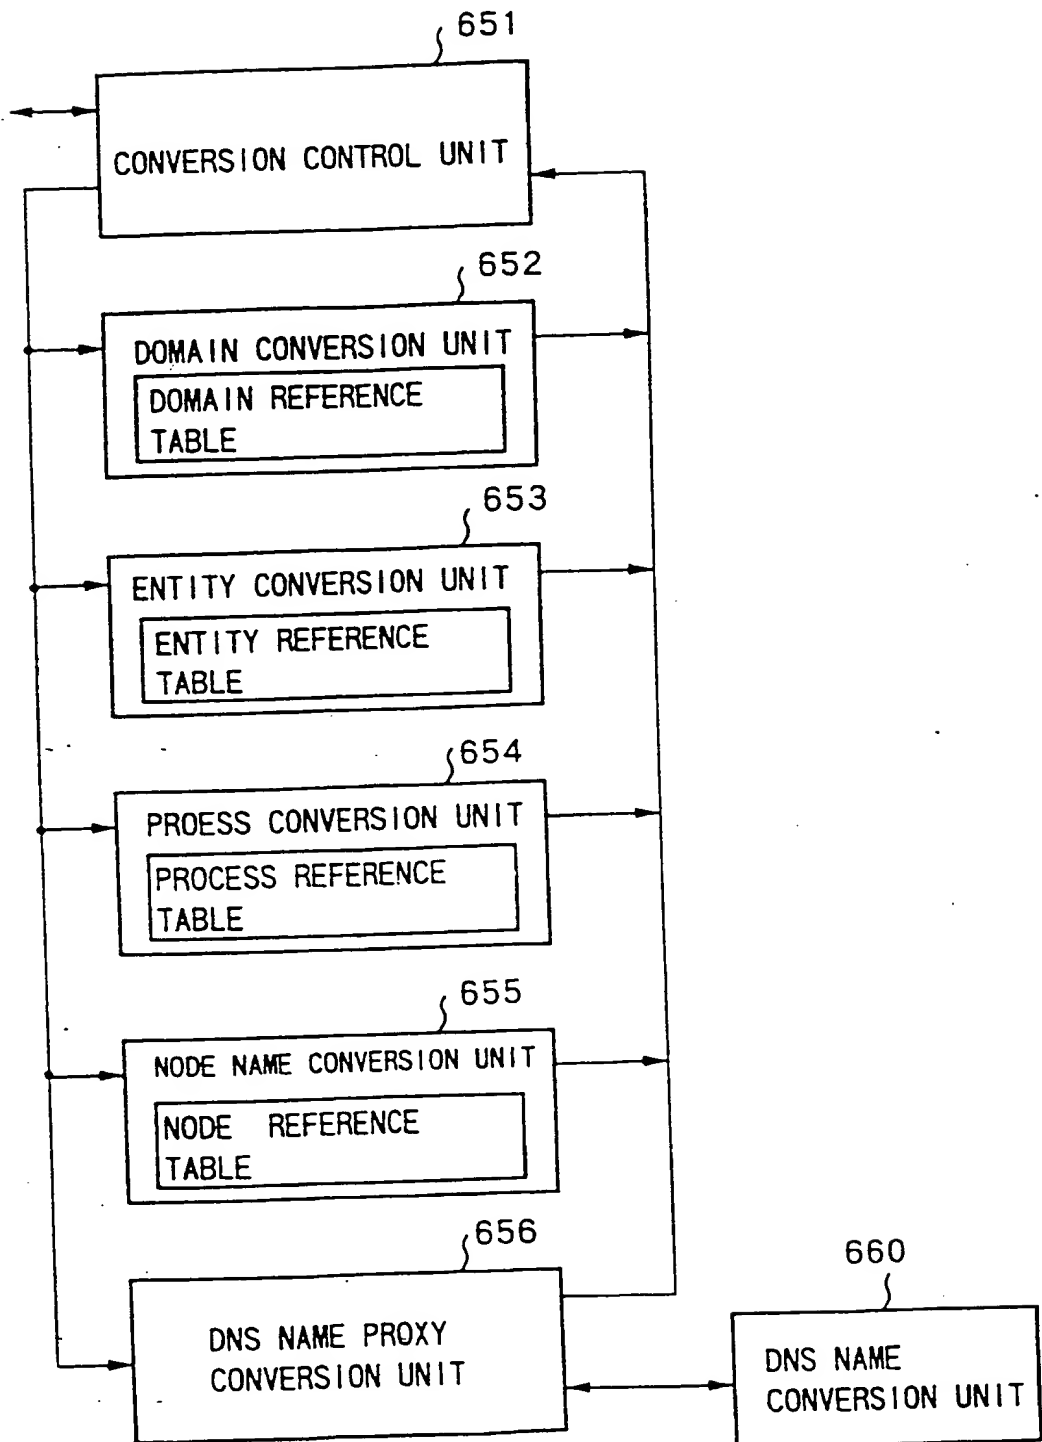 651
CONVERSION CONTROL UNIT
652
DOMAIN CONVERSION UNIT
DOMAIN REFERENCE
TABLE
653
ENTITY CONVERSION UNIT
ENTITY REFERENCE
TABLE
654
PROESS CONVERSION UNIT
PROCESS REFERENCE
TABLE
655
NODE NAME CONVERSION UNIT
NODE REFERENCE
TABLE
656
DNS NAME PROXY
CONVERSION UNIT
660
DNS NAME
CONVERSION UNIT